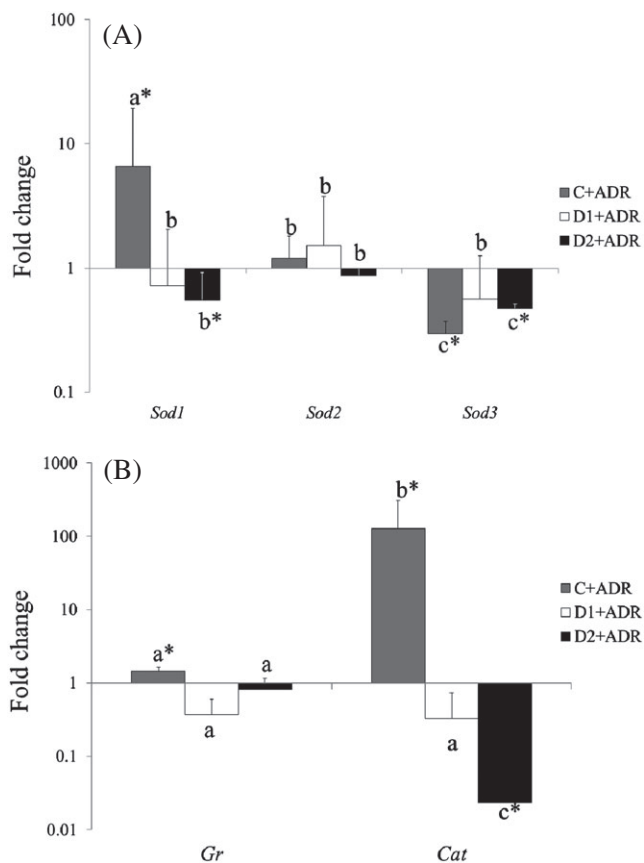 (A)
Fold change
100
10
1
0.1
a*
b
b*
b
b
b
c*
b
c*
C+ADR
D1+ADR
D2+ADR
Sod1
Sod2
Sod3
(B)
Fold change
1000
100
10
1
0.1
0.01
a*
a
a
b*
a
c*
C+ADR
D1+ADR
D2+ADR
Gr
Cat